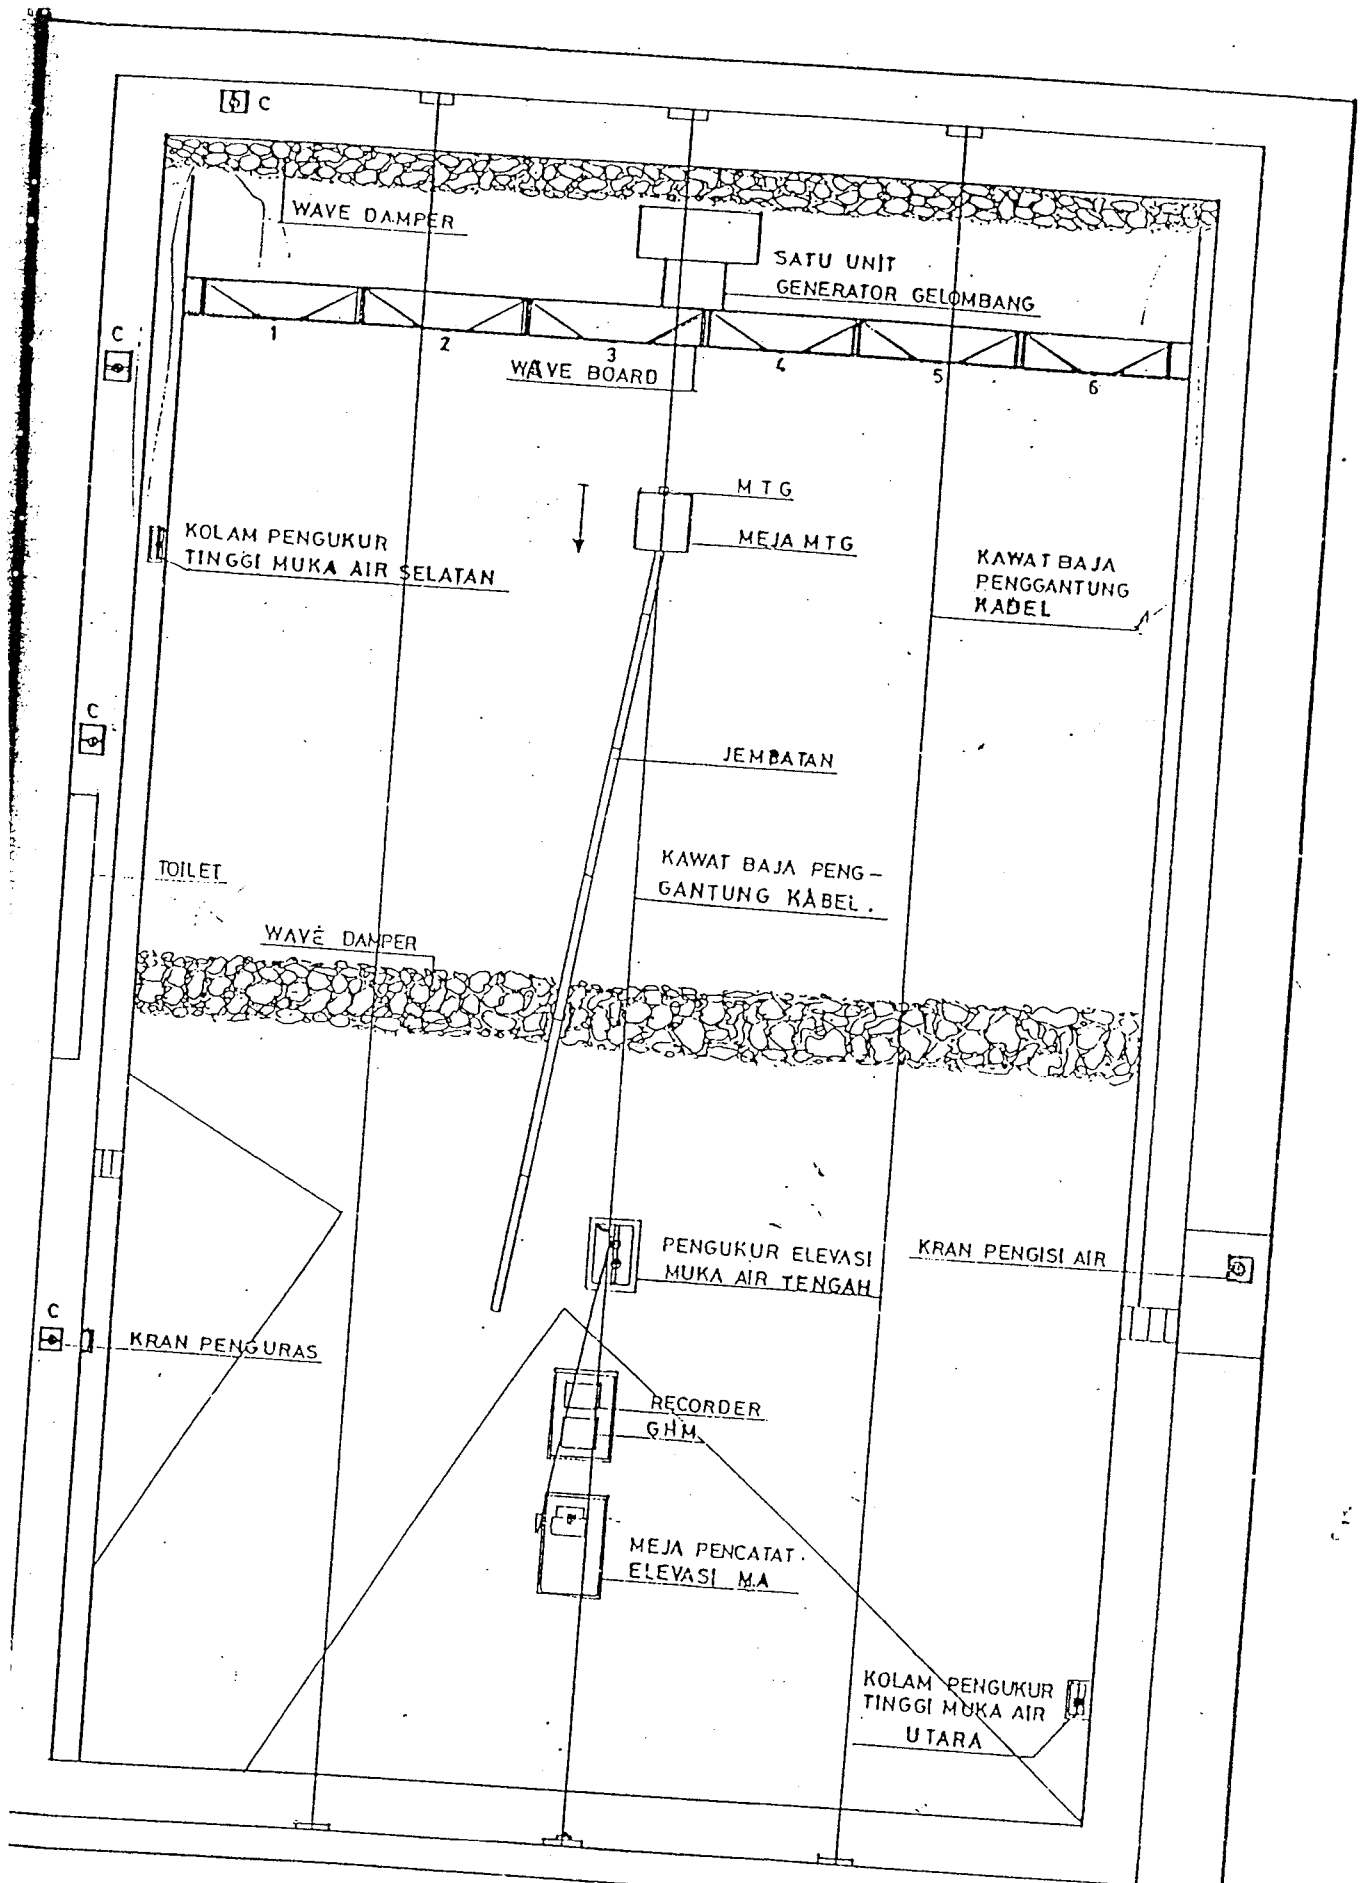 C
WAVE DAMPER
SATU UNIT
GENERATOR GELOMBANG
C
1
2
3
4
5
6
WAVE BOARD
MTG
MEJA MTG
KOLAM PENGUKUR
TINGGI MUKA AIR SELATAN
KAWAT BAJA
PENGGANTUNG
KABEL
C
JEMBATAN
TOILET
KAWAT BAJA PENG-
GANTUNG KABEL.
WAVE DAMPER
PENGUKUR ELEVASI
MUKA AIR TENGAH
KRAN PENGISI AIR
C
KRAN PENGURAS
RECORDER
GHM
MEJA PENCATAT.
ELEVASI MA
KOLAM PENGUKUR
TINGGI MUKA AIR
UTARA